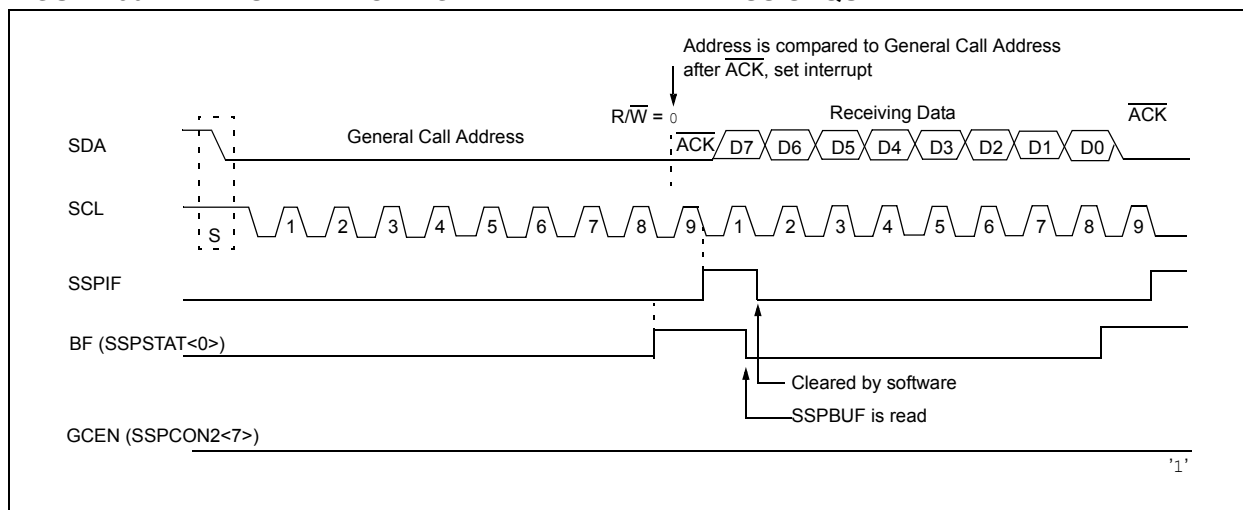 Address is compared to General Call Address
after ACK, set interrupt
R/W = 0
Receiving Data
ACK
SDA
General Call Address
ACK
D7 D6 D5 D4 D3 D2 D1 D0
SCL
S
1 2 3 4 5 6 7 8 9 1 2 3 4 5 6 7 8 9
SSPIF
BF (SSPSTAT<0>)
Cleared by software
SSPBUF is read
GCEN (SSPCON2<7>)
'1'